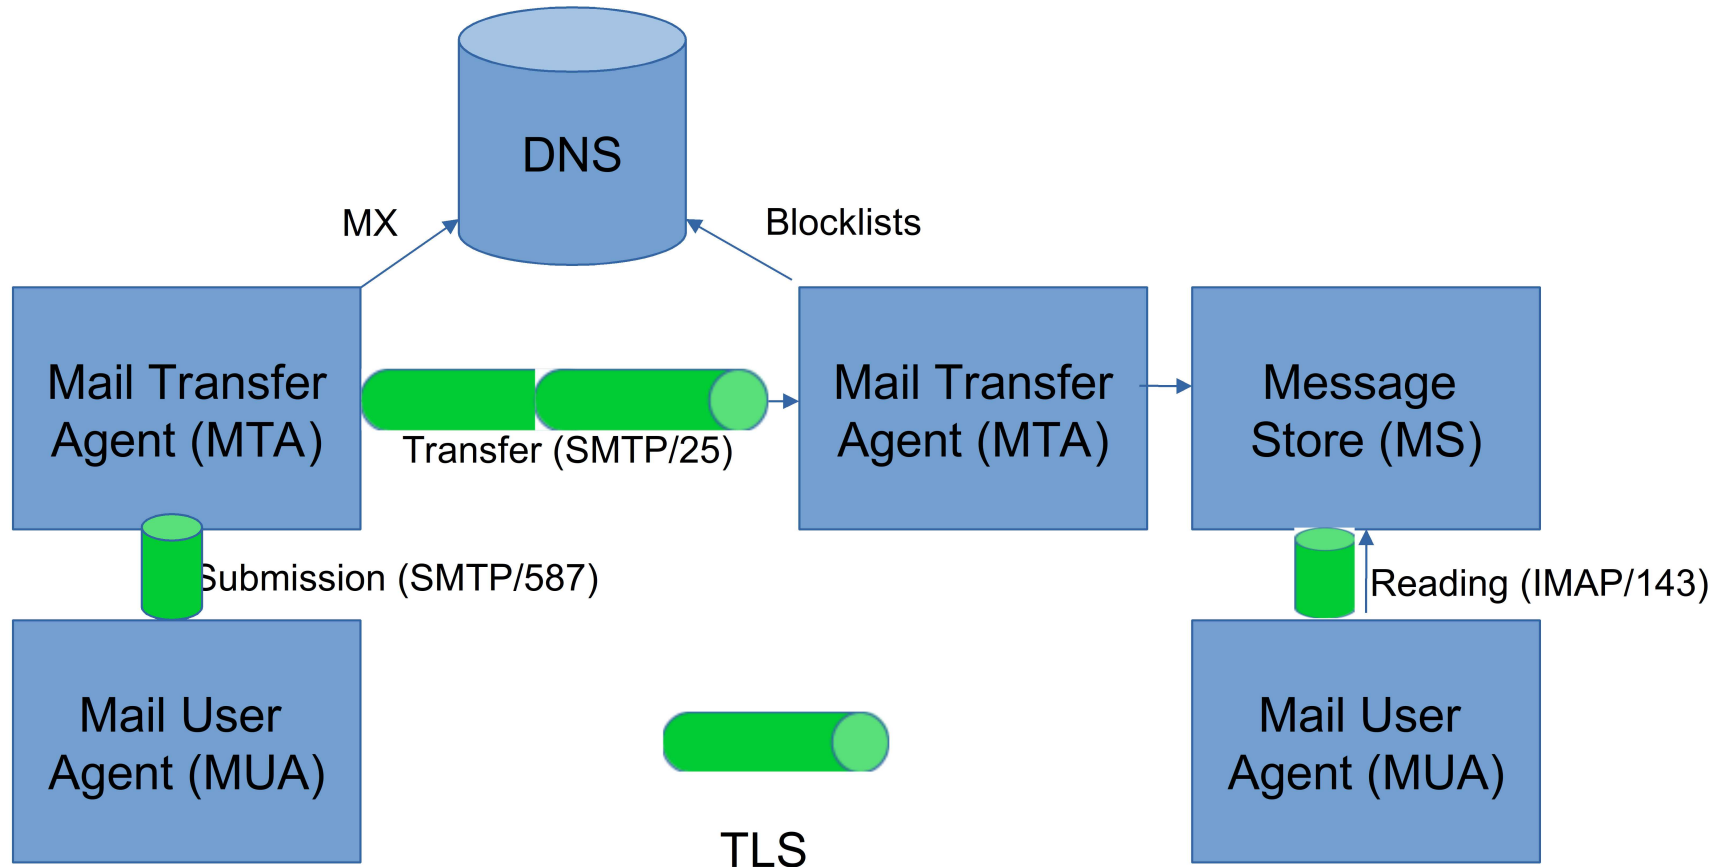 DNS
MX
Blocklists
Mail Transfer
Agent (MTA)
Transfer (SMTP/25)
Mail Transfer
Agent (MTA)
Message
Store (MS)
Submission (SMTP/587)
Reading (IMAP/143)
Mail User
Agent (MUA)
TLS
Mail User
Agent (MUA)